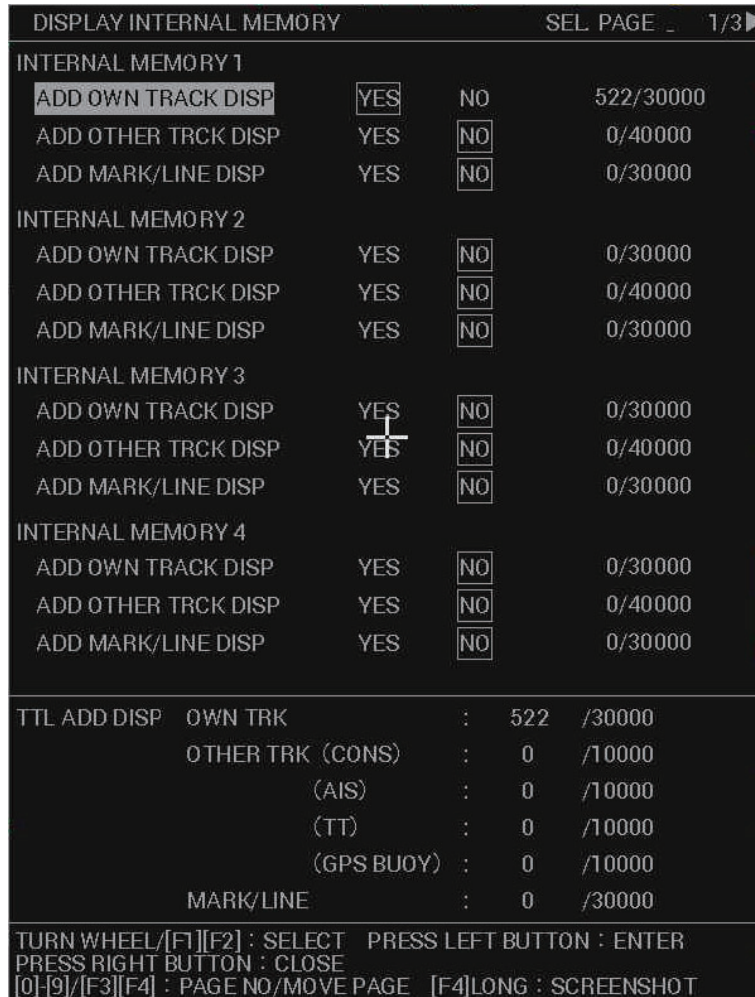 DISPLAY INTERNAL MEMORY SEL. PAGE _ 1/3▶
INTERNAL MEMORY 1
ADD OWN TRACK DISP YES NO 522/30000
ADD OTHER TRCK DISP YES NO 0/40000
ADD MARK/LINE DISP YES NO 0/30000
INTERNAL MEMORY 2
ADD OWN TRACK DISP YES NO 0/30000
ADD OTHER TRCK DISP YES NO 0/40000
ADD MARK/LINE DISP YES NO 0/30000
INTERNAL MEMORY 3
ADD OWN TRACK DISP YES NO 0/30000
ADD OTHER TRCK DISP YES NO 0/40000
ADD MARK/LINE DISP YES NO 0/30000
INTERNAL MEMORY 4
ADD OWN TRACK DISP YES NO 0/30000
ADD OTHER TRCK DISP YES NO 0/40000
ADD MARK/LINE DISP YES NO 0/30000
TTL ADD DISP OWN TRK : 522 /30000
OTHER TRK (CONS) : 0 /10000
(AIS) : 0 /10000
(TT) : 0 /10000
(GPS BUOY) : 0 /10000
MARK/LINE : 0 /30000
TURN WHEEL/[F1][F2] : SELECT PRESS LEFT BUTTON : ENTER
PRESS RIGHT BUTTON : CLOSE
[0]-[9]/[F3][F4] : PAGE NO/MOVE PAGE [F4]LONG : SCREENSHOT